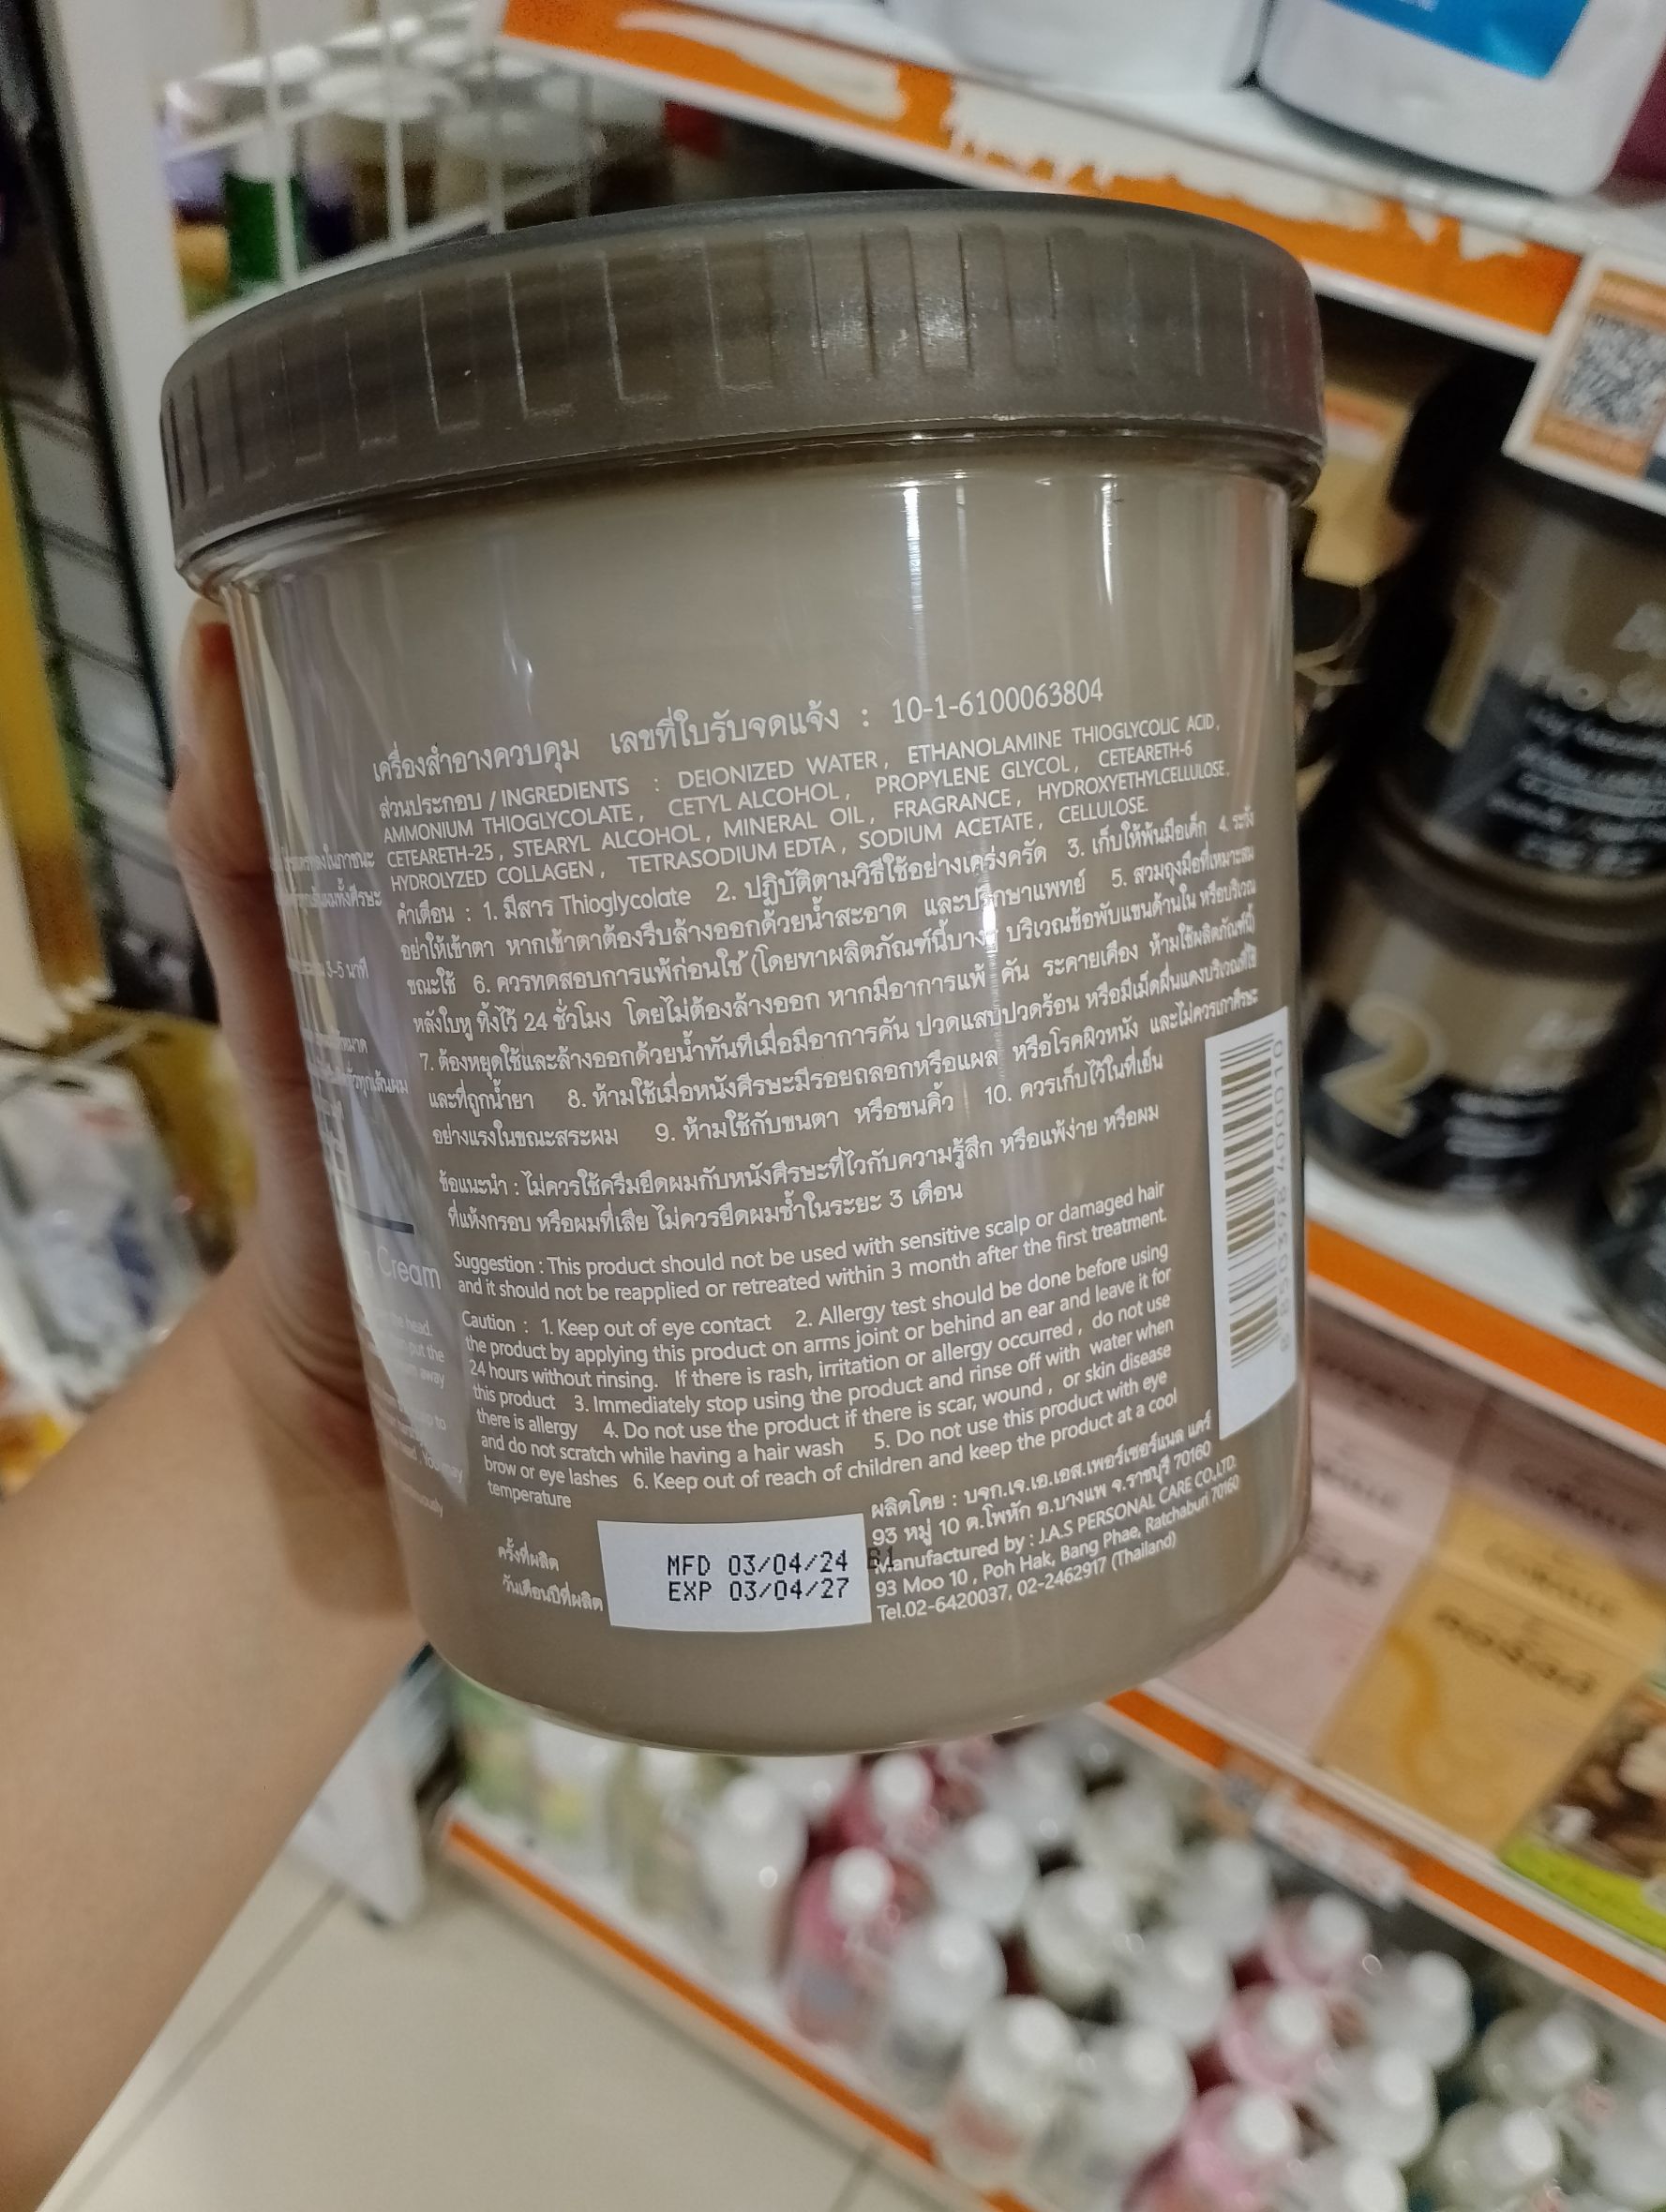 เครื่องสำอางควบคุม เลขที่ใบรับจดแจ้ง : 10-1-6100063804
ส่วนประกอบ / INGREDIENTS : DEIONIZED WATER, ETHANOLAMINE THIOGLYCOLIC ACID,
AMMONIUM THIOGLYCOLATE, CETYL ALCOHOL, PROPYLENE GLYCOL, CETEARETH-6
CETEARETH-25, STEARYL ALCOHOL, MINERAL OIL, FRAGRANCE, HYDROXYETHYLCELLULOSE,
HYDROLYZED COLLAGEN, TETRASODIUM EDTA, SODIUM ACETATE, CELLULOSE.
คำเตือน : 1. มีสาร Thioglycolate 2. ปฏิบัติตามวิธีใช้อย่างเคร่งครัด 3. เก็บให้พ้นมือเด็ก 4. ระวัง
อย่าให้เข้าตา หากเข้าตาต้องรีบล้างออกด้วยน้ำสะอาด และปรึกษาแพทย์ 5. สวมถุงมือที่เหมาะสม
ขณะใช้ 6. ควรทดสอบการแพ้ก่อนใช้ (โดยทาผลิตภัณฑ์นี้บางๆ บริเวณข้อพับแขนด้านใน หรือบริเวณ
หลังใบหู ทิ้งไว้ 24 ชั่วโมง โดยไม่ต้องล้างออก หากมีอาการแพ้ คัน ระคายเคือง ห้ามใช้ผลิตภัณฑ์นี้)
7. ต้องหยุดใช้และล้างออกด้วยน้ำทันทีเมื่อมีอาการคัน ปวดแสบปวดร้อน หรือมีเม็ดผื่นแดงบริเวณที่ใช้
และที่ถูกน้ำยา 8. ห้ามใช้เมื่อหนังศีรษะมีรอยถลอกหรือแผล หรือโรคผิวหนัง และไม่ควรเกาศีรษะ
อย่างแรงในขณะสระผม 9. ห้ามใช้กับขนตา หรือขนคิ้ว 10. ควรเก็บไว้ในที่เย็น
ข้อแนะนำ : ไม่ควรใช้ครีมยืดผมกับหนังศีรษะที่ไวกับความรู้สึก หรือแพ้ง่าย หรือผม
ที่แห้งกรอบ หรือผมที่เสีย ไม่ควรยืดผมซ้ำในระยะ 3 เดือน
Suggestion : This product should not be used with sensitive scalp or damaged hair
and it should not be reapplied or retreated within 3 month after the first treatment.
Caution : 1. Keep out of eye contact 2. Allergy test should be done before using
the product by applying this product on arms joint or behind an ear and leave it for
24 hours without rinsing. If there is rash, irritation or allergy occurred, do not use
this product 3. Immediately stop using the product and rinse off with water when
there is allergy 4. Do not use the product if there is scar, wound, or skin disease
and do not scratch while having a hair wash 5. Do not use this product with eye
brow or eye lashes 6. Keep out of reach of children and keep the product at a cool
temperature
ครั้งที่ผลิต
วันเดือนปีที่ผลิต
MFD 03/04/24 61
EXP 03/04/27
ผลิตโดย : บจก.เจ.เอ.เอส.เพอร์เซอร์แนล แคร์
93 หมู่ 10 ต.โพหัก อ.บางแพ จ.ราชบุรี 70160
Manufactured by : J.A.S PERSONAL CARE CO.,LTD.
93 Moo 10, Poh Hak, Bang Phae, Ratchaburi 70160
Tel.02-6420037, 02-2462917 (Thailand)
3-5 นาที
Cream
the head.
put the
away
to
You may
2